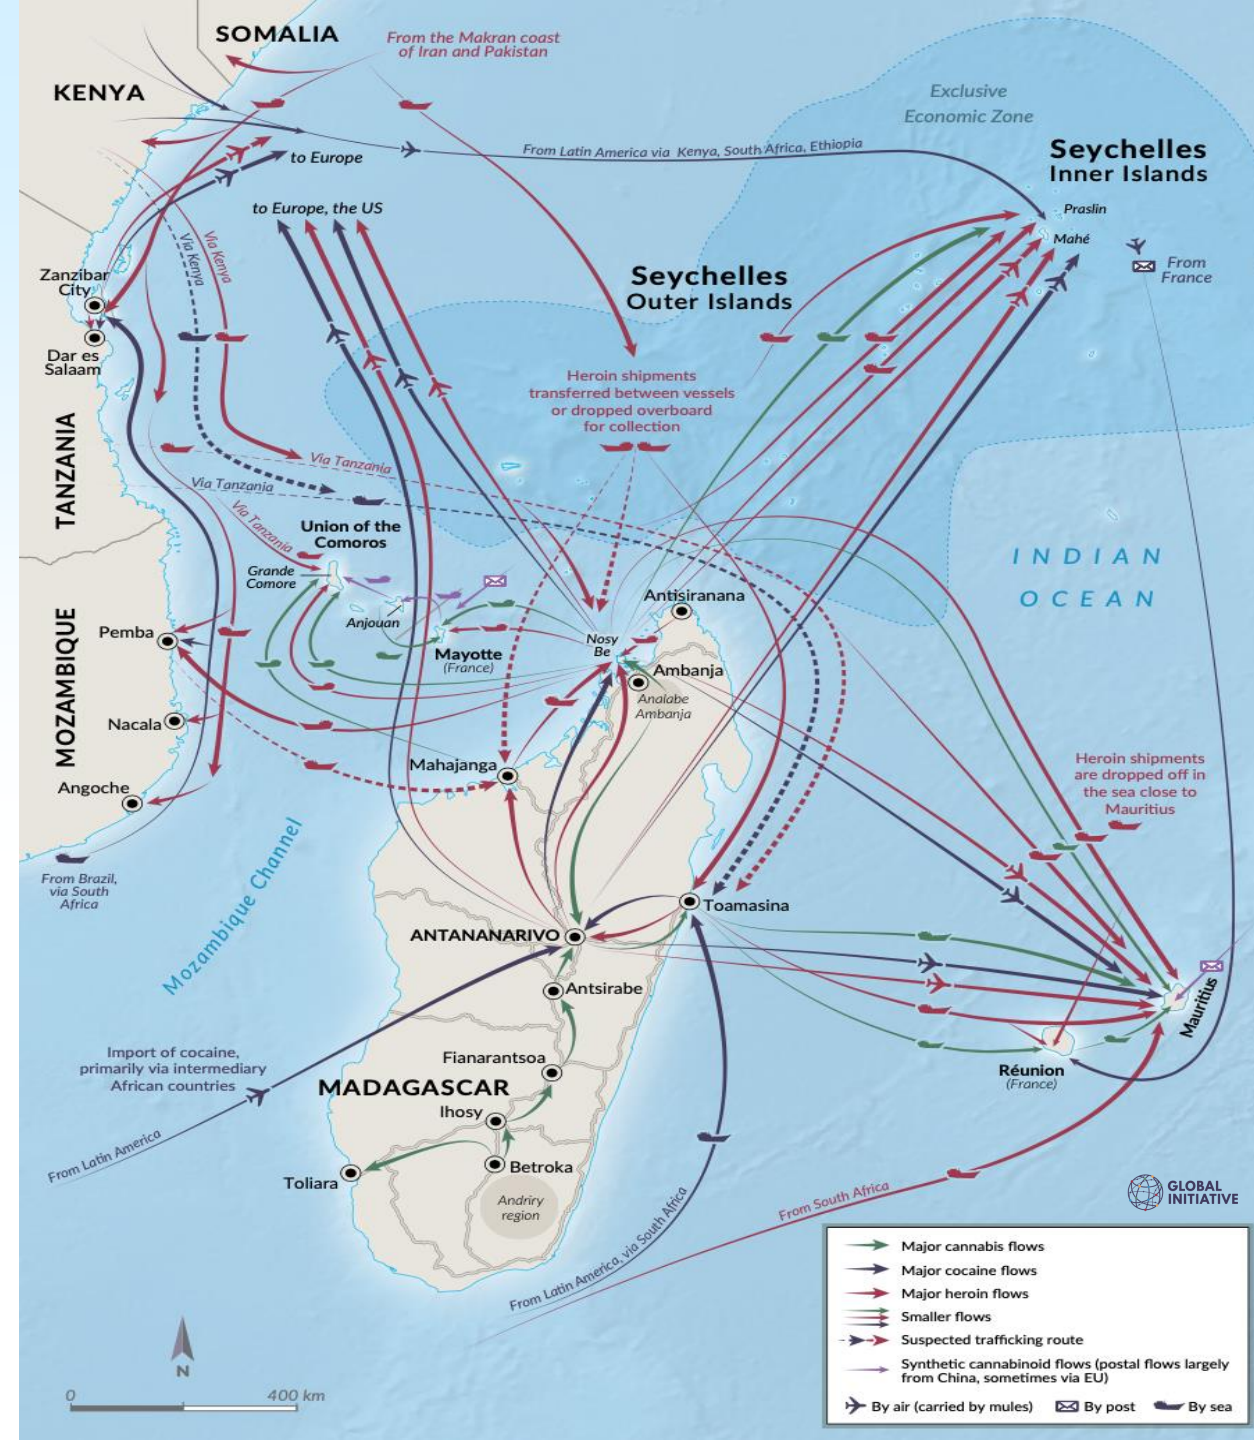 SOMALIA
From the Makran coast
of Iran and Pakistan
KENYA
Exclusive
Economic Zone
From Latin America via Kenya, South Africa, Ethiopia
to Europe
Seychelles
Inner Islands
to Europe, the US
Praslin
Mahé
Via Kenya
Via Kenya
From
France
Zanzibar
City
Seychelles
Outer Islands
Dar es
Salaam
Heroin shipments
transferred between vessels
or dropped overboard
for collection
TANZANIA
Via Tanzania
Via Tanzania
Via Tanzania
Union of the
Comoros
INDIAN
OCEAN
Grande
Comore
Antisiranana
Anjouan
MOZAMBIQUE
Pemba
Nosy
Be
Mayotte
(France)
Ambanja
Analabe
Ambanja
Nacala
Mahajanga
Heroin shipments
are dropped off in
the sea close to
Mauritius
Angoche
Mozambique Channel
From Brazil,
via South
Africa
Toamasina
ANTANANARIVO
Antsirabe
Mauritius
Import of cocaine,
primarily via intermediary
African countries
Fianarantsoa
Réunion
(France)
MADAGASCAR
Ihosy
From Latin America
Betroka
Toliara
Andriry
region
From South Africa
GLOBAL
INITIATIVE
From Latin America, via South Africa
Major cannabis flows
Major cocaine flows
Major heroin flows
Smaller flows
Suspected trafficking route
Synthetic cannabinoid flows (postal flows largely
from China, sometimes via EU)
By air (carried by mules) By post By sea
N
0 400 km